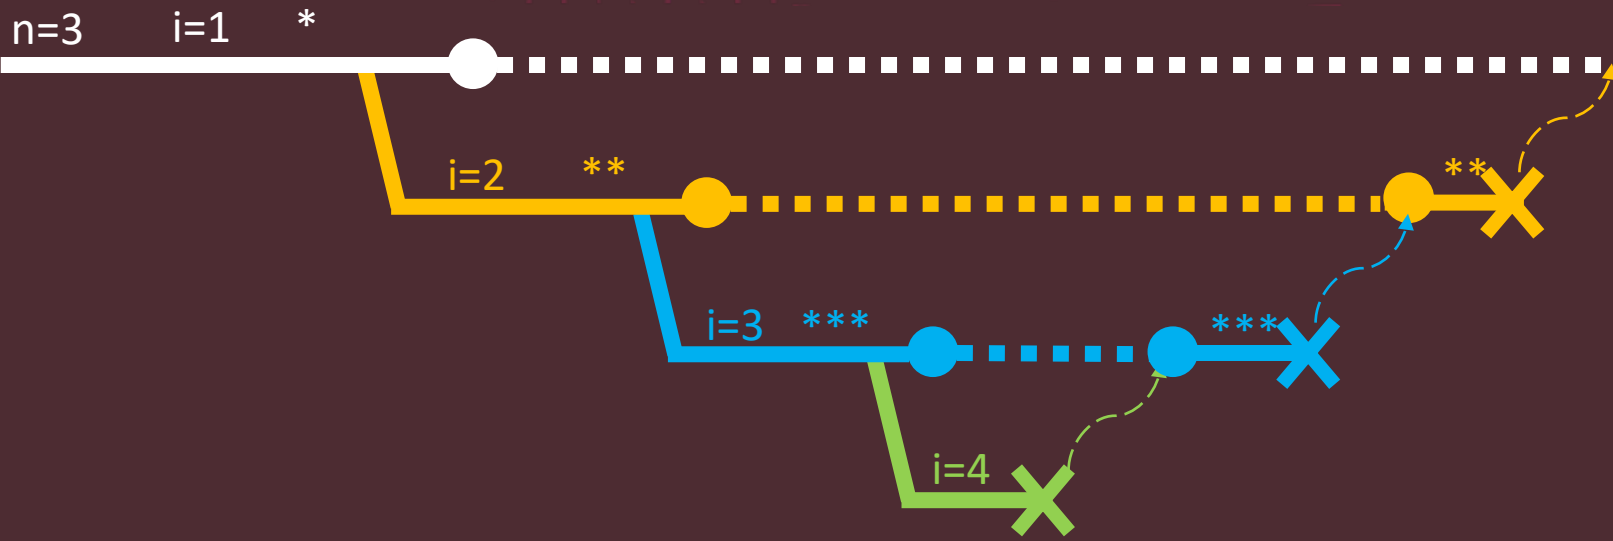 n=3 i=1 *
i=2 ** **
i=3 *** ***
i=4